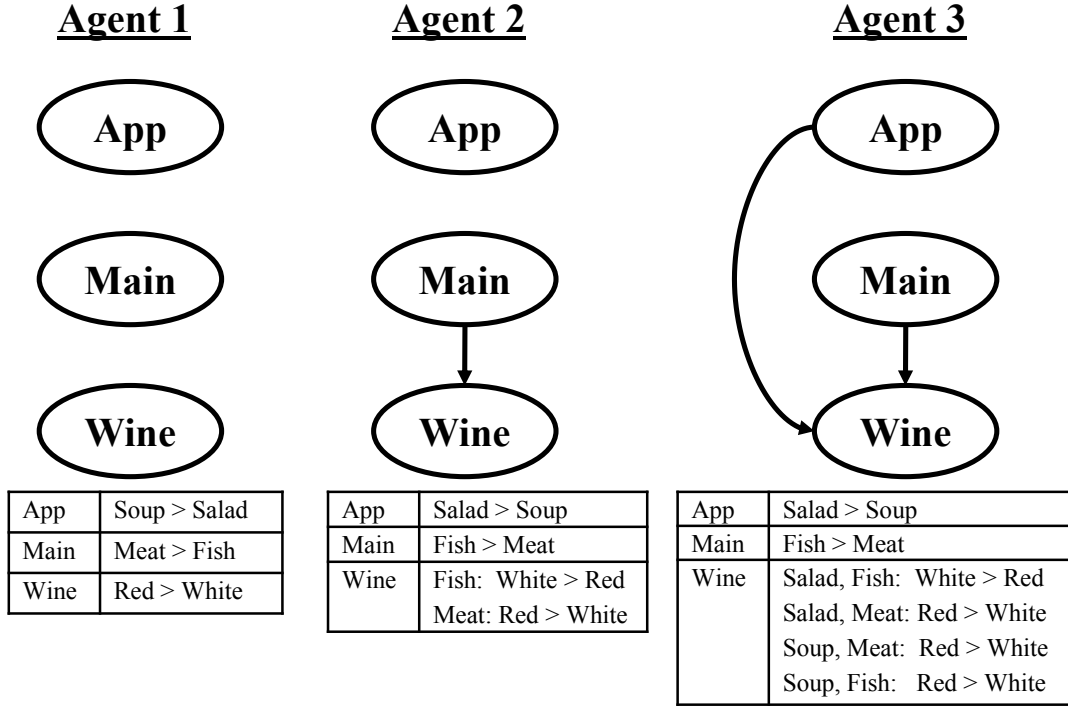 Agent 1
Agent 2
Agent 3
App
App
App
Main
Main
Main
Wine
Wine
Wine
App Soup > Salad
Main Meat > Fish
Wine Red > White
App Salad > Soup
Main Fish > Meat
Wine Fish: White > Red
Meat: Red > White
App Salad > Soup
Main Fish > Meat
Wine Salad, Fish: White > Red
Salad, Meat: Red > White
Soup, Meat: Red > White
Soup, Fish: Red > White